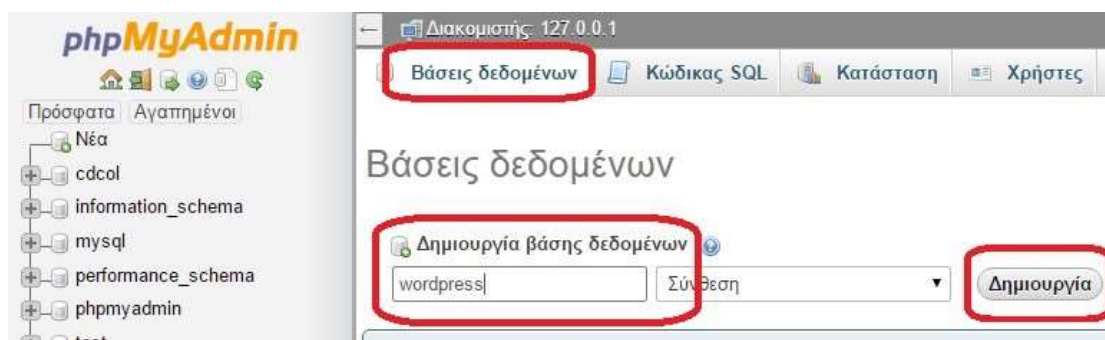 phpMyAdmin
Πρόσφατα Αγαπημένοι
Νέα
cdcol
information_schema
mysql
performance_schema
phpmyadmin
Διακομιστής: 127.0.0.1
Βάσεις δεδομένων Κώδικας SQL Κατάσταση Χρήστες
Βάσεις δεδομένων
Δημιουργία βάσης δεδομένων
wordpress Σύνθεση Δημιουργία